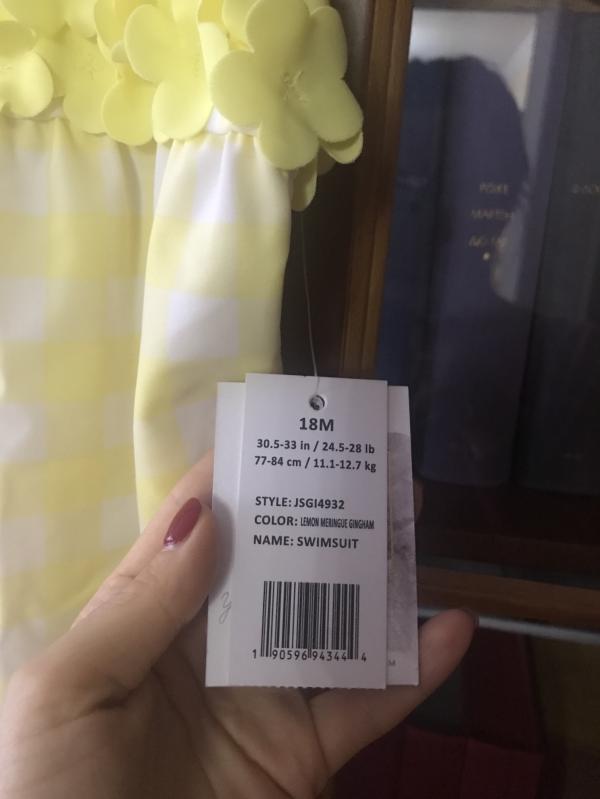 18M
30.5-33 in / 24.5-28 lb
77-84 cm / 11.1-12.7 kg
STYLE: JSGI4932
COLOR: LEMON MERINGUE GINGHAM
NAME: SWIMSUIT
1 90596 94344 4
M